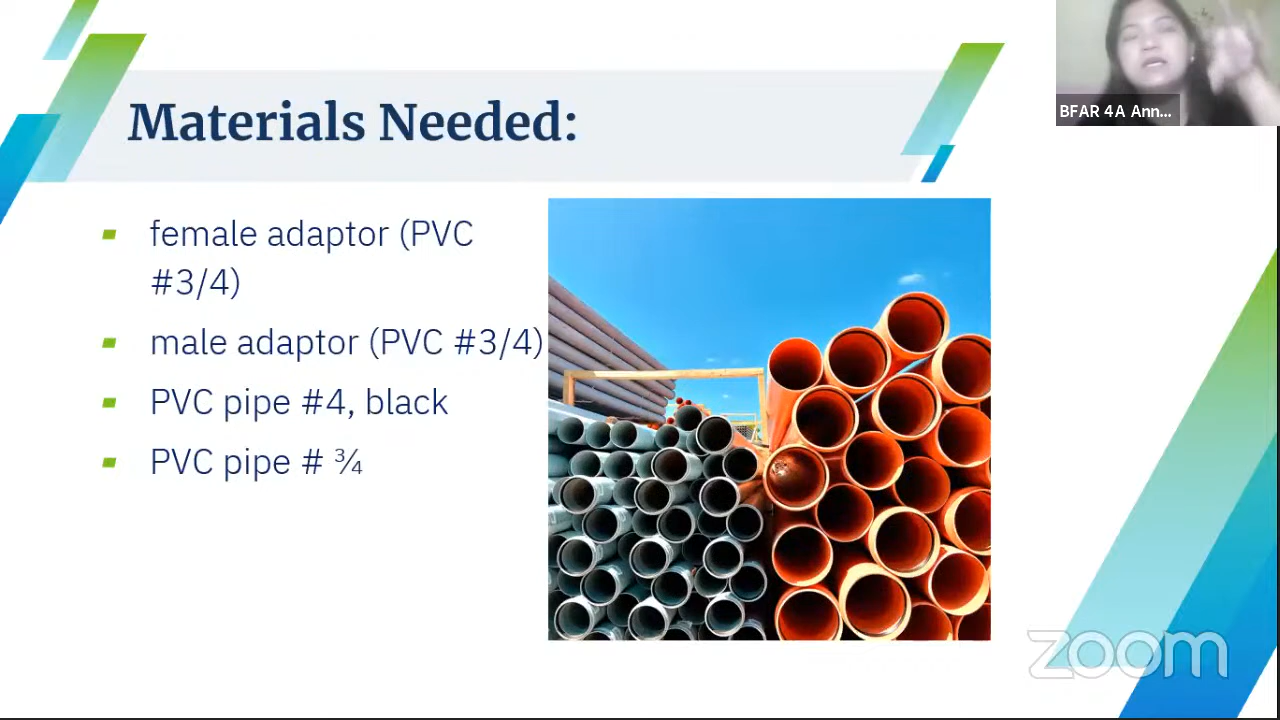 Materials Needed:
female adaptor (PVC
#3/4)
male adaptor (PVC #3/4)
PVC pipe #4, black
PVC pipe # ¾
BFAR 4A Ann...
zoom